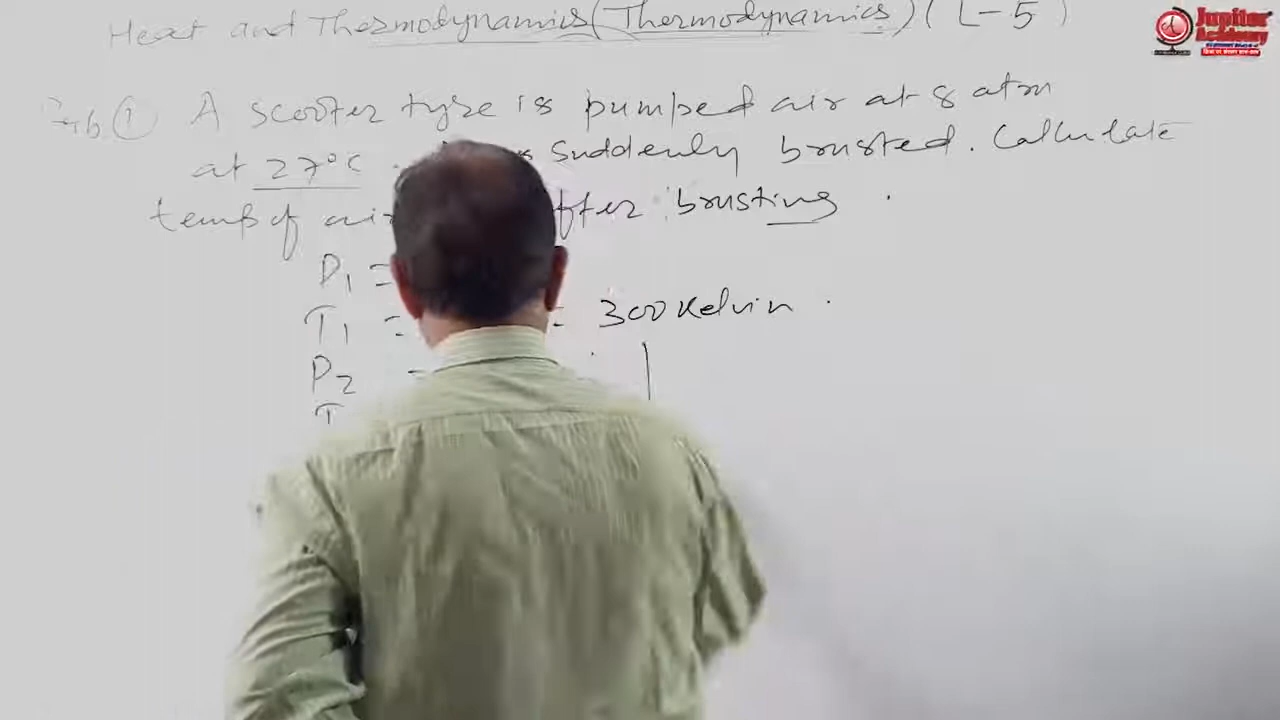 Heat and Thermodynamics (Thermodynamics) (L-5)
Jupiter
Academy
① A scooter tyre is pumped air at 8 atm
at 27°C . suddenly brusted. Calculate
temp of air after brusting .
P1 =
T1 = = 300 Kelvin .
P2 =
T